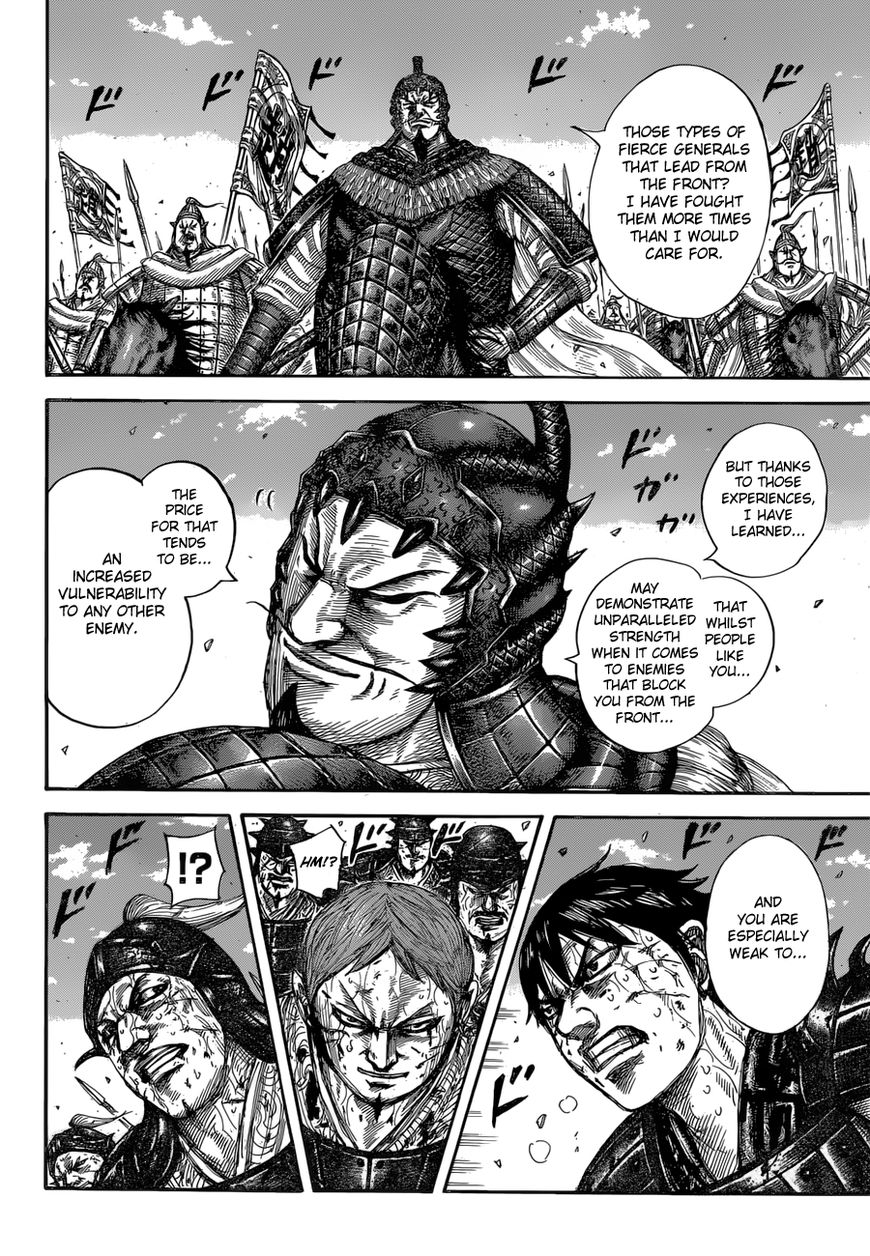 ド
ド
ド
ド
ド
THOSE TYPES OF
FIERCE GENERALS
THAT LEAD FROM
THE FRONT?
I HAVE FOUGHT
THEM MORE TIMES
THAN I WOULD
CARE FOR.
BUT THANKS
TO THOSE
EXPERIENCES,
I HAVE
LEARNED...
ド
ガ
ガ
THAT
WHILST
PEOPLE
LIKE
YOU...
MAY
DEMONSTRATE
UNPARALLELED
STRENGTH
WHEN IT COMES
TO ENEMIES
THAT BLOCK
YOU FROM THE
FRONT...
THE
PRICE
FOR THAT
TENDS
TO BE...
AN
INCREASED
VULNERABILITY
TO ANY OTHER
ENEMY.
AND
YOU ARE
ESPECIALLY
WEAK TO...
ド
ド
HM!?
ド
ド
!?
ド
ド